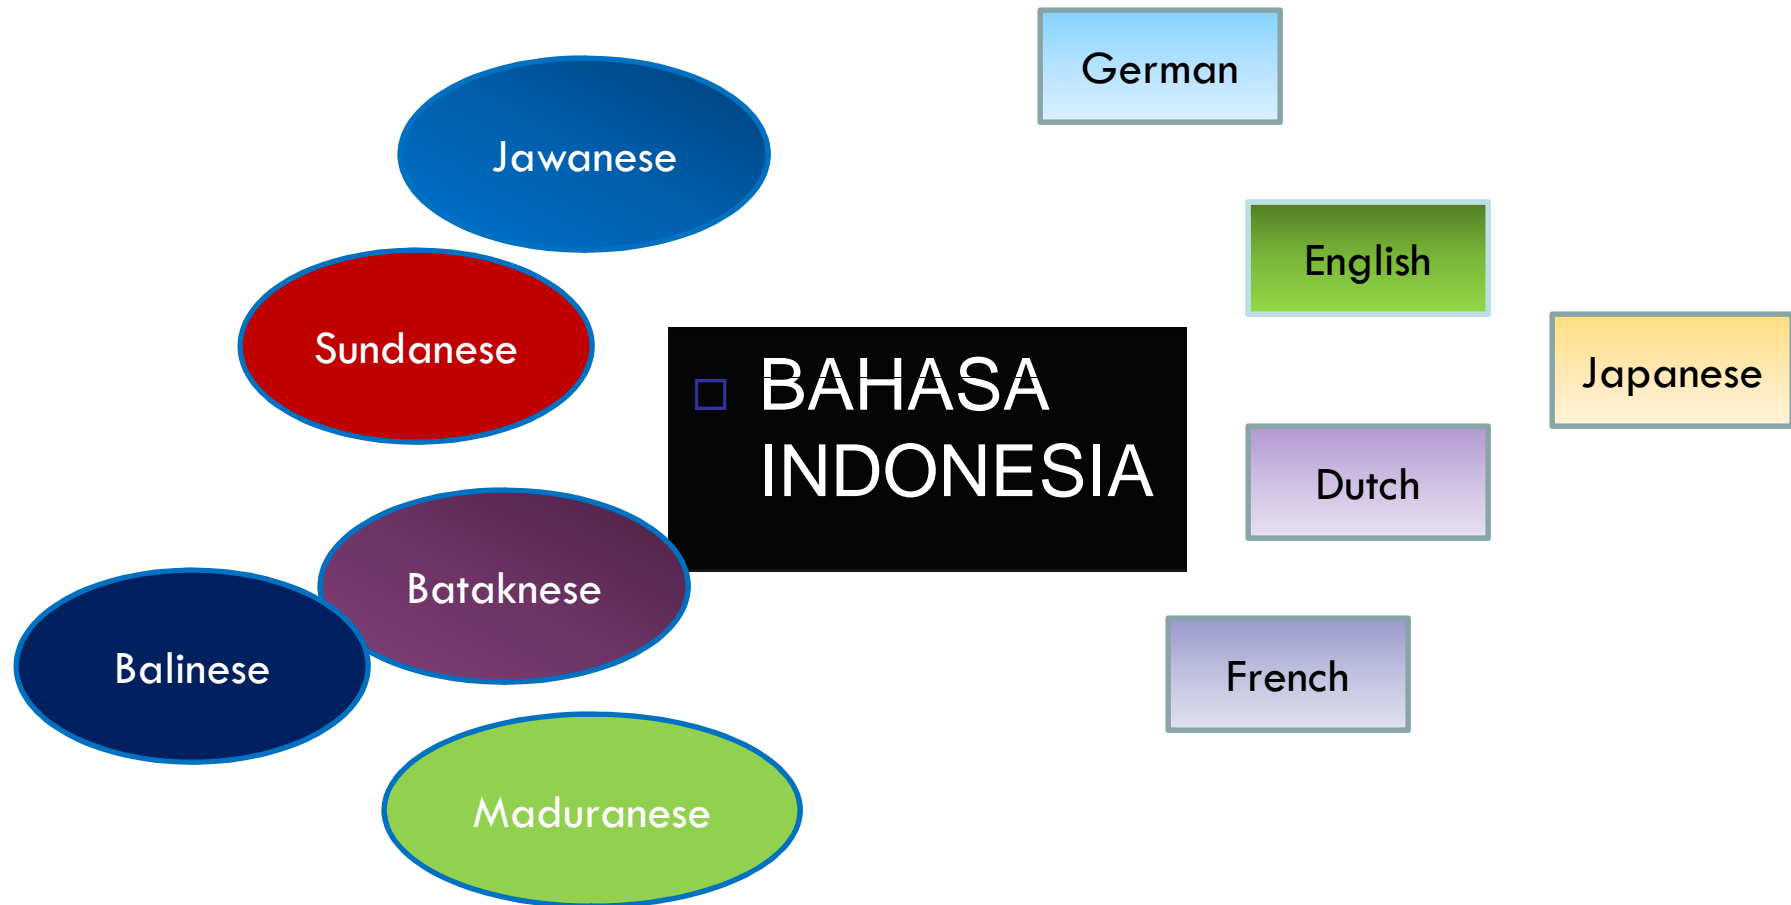 German
Jawanese
English
Sundanese
BAHASA
INDONESIA
Japanese
Dutch
Bataknese
Balinese
French
Maduranese